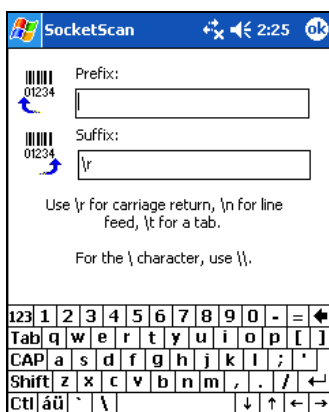 SocketScan 2:25 ok
Prefix:
01234
Suffix:
01234
\r
Use \r for carriage return, \n for line
feed, \t for a tab.
For the \ character, use \\.
123 1 2 3 4 5 6 7 8 9 0 - =
Tab q w e r t y u i o p [ ]
CAP a s d f g h j k l ; '
Shift z x c v b n m , . /
Ctl áü ` \ ↓ ↑ ← →